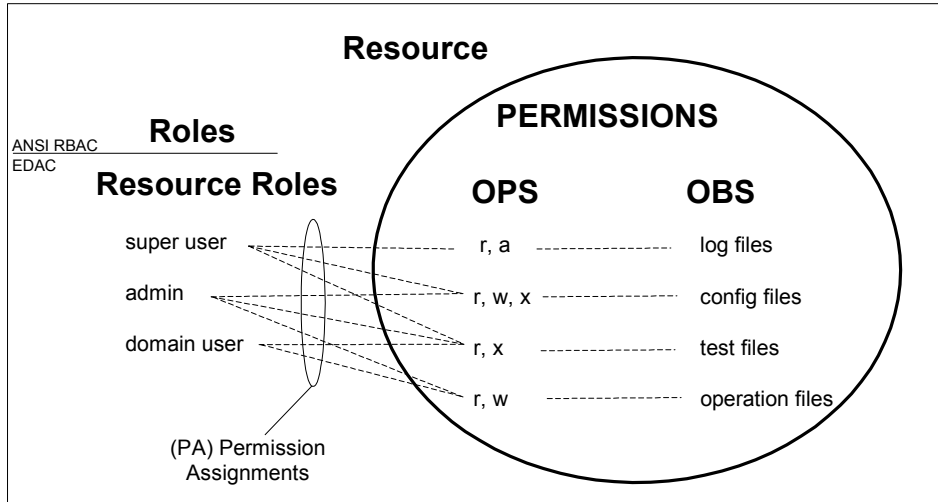 Resource
PERMISSIONS
Roles
ANSI RBAC
EDAC
Resource Roles
OPS
OBS
super user
r, a
log files
admin
r, w, x
config files
domain user
r, x
test files
r, w
operation files
(PA) Permission
Assignments